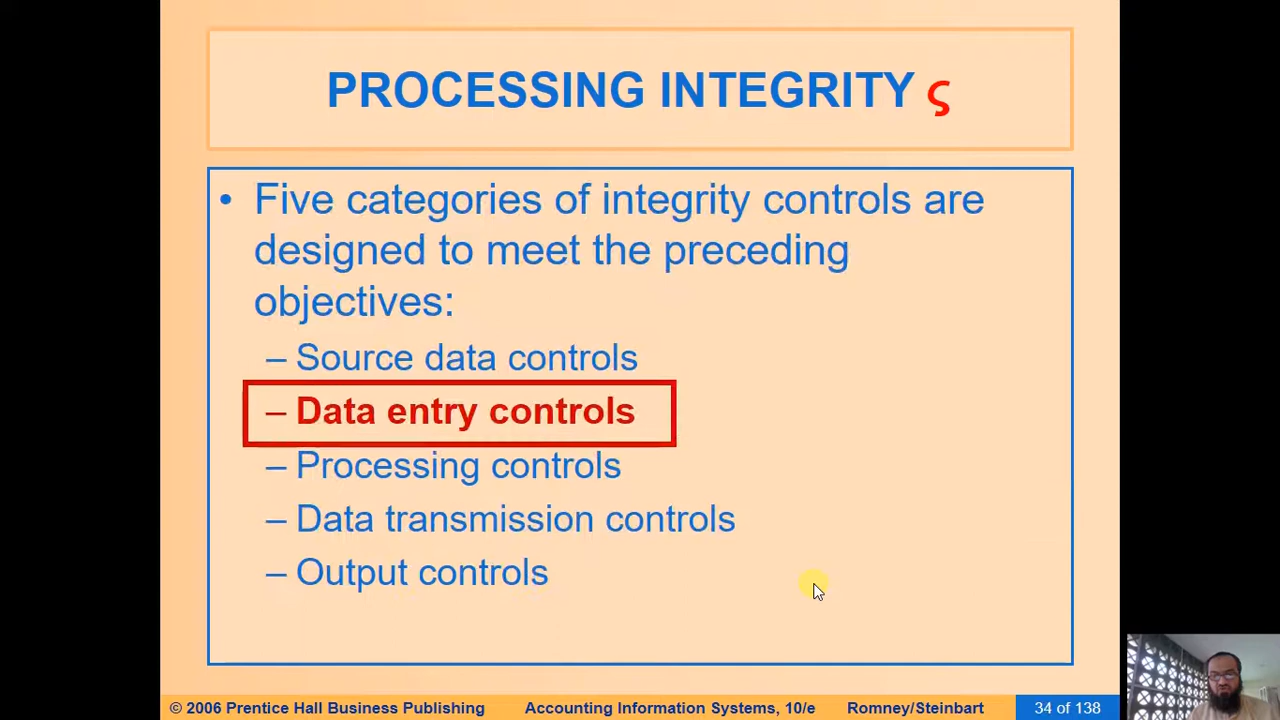 PROCESSING INTEGRITY ς
• Five categories of integrity controls are
designed to meet the preceding
objectives:
– Source data controls
– Data entry controls
– Processing controls
– Data transmission controls
– Output controls
© 2006 Prentice Hall Business Publishing Accounting Information Systems, 10/e Romney/Steinbart 34 of 138